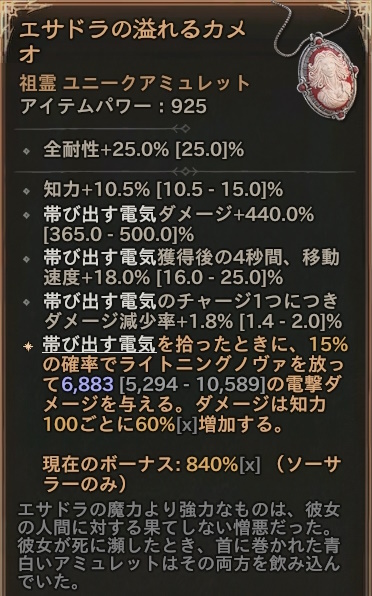 エサドラの溢れるカメ
オ
祖霊 ユニークアミュレット
アイテムパワー：925
全耐性+25.0% [25.0]%
知力+10.5% [10.5 - 15.0]%
帯び出す電気ダメージ+440.0%
[365.0 - 500.0]%
帯び出す電気獲得後の4秒間、移動
速度+18.0% [16.0 - 25.0]%
帯び出す電気のチャージ1つにつき
ダメージ減少率+1.8% [1.4 - 2.0]%
帯び出す電気を拾ったときに、15%
の確率でライトニングノヴァを放っ
て6,883 [5,294 - 10,589]の電撃ダ
メージを与える。ダメージは知力
100ごとに60%[x]増加する。
現在のボーナス: 840%[x] （ソーサ
ラーのみ）
エサドラの魔力より強力なものは、彼女
の人間に対する果てしない憎悪だった。
彼女が死に瀕したとき、首に巻かれた青
白いアミュレットはその両方を飲み込ん
でいた。